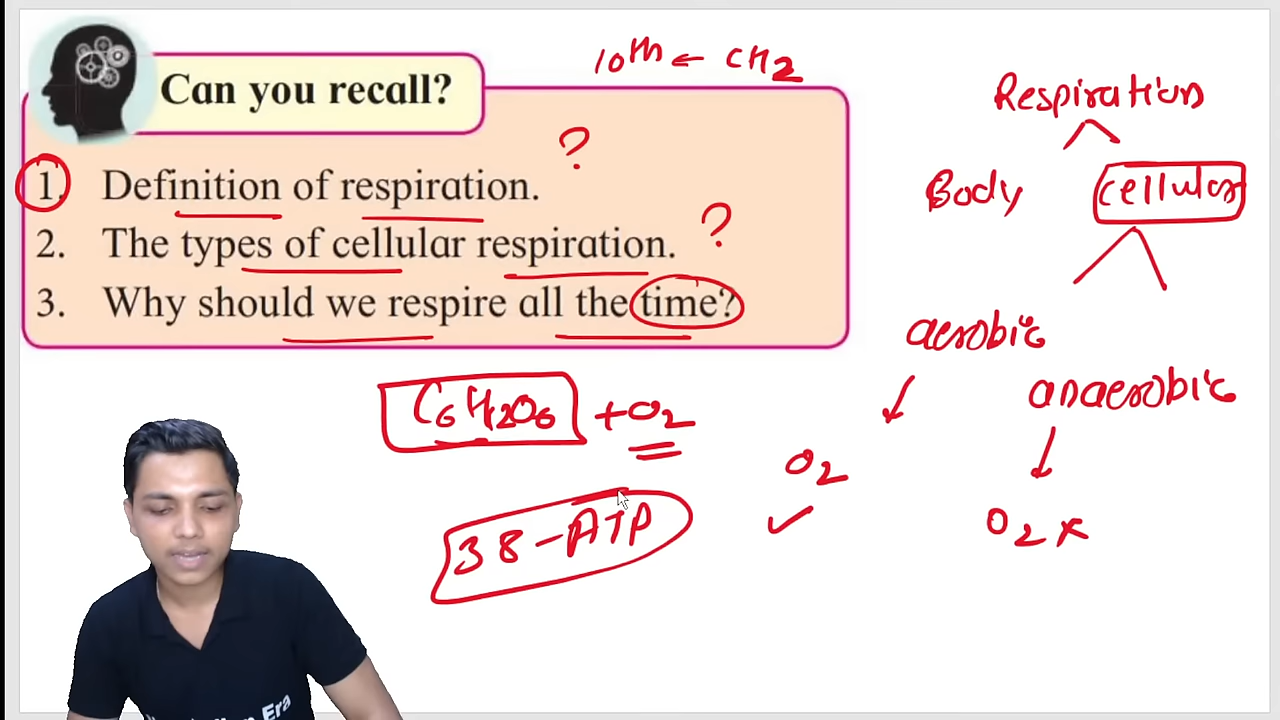 10th ← CH2
Can you recall?
1. Definition of respiration. ?
2. The types of cellular respiration. ?
3. Why should we respire all the time?
Respiration
Body cellular
aerobic
anaerobic
C6H12O6 + O2
O2
O2 x
38-ATP ✓
Era